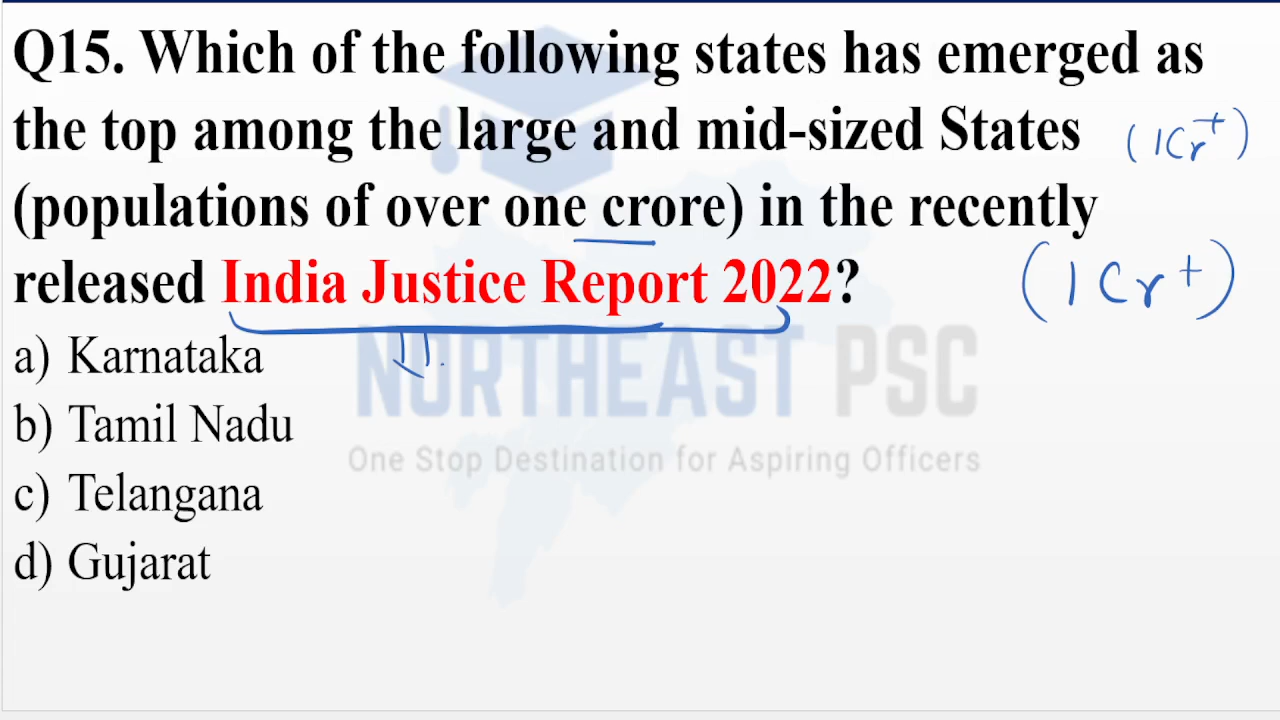 Q15. Which of the following states has emerged as
the top among the large and mid-sized States (1Cr+)
(populations of over one crore) in the recently
released India Justice Report 2022? (1 Cr +)
a) Karnataka
b) Tamil Nadu
c) Telangana
d) Gujarat
NORTHEAST PSC
One Stop Destination for Aspiring Officers